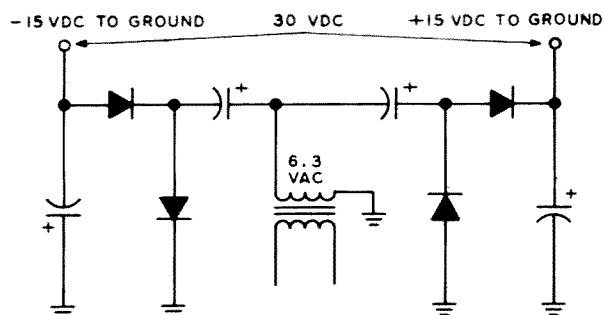 -15 VDC TO GROUND
30 VDC
+15 VDC TO GROUND
+
+
6.3
VAC
+
+